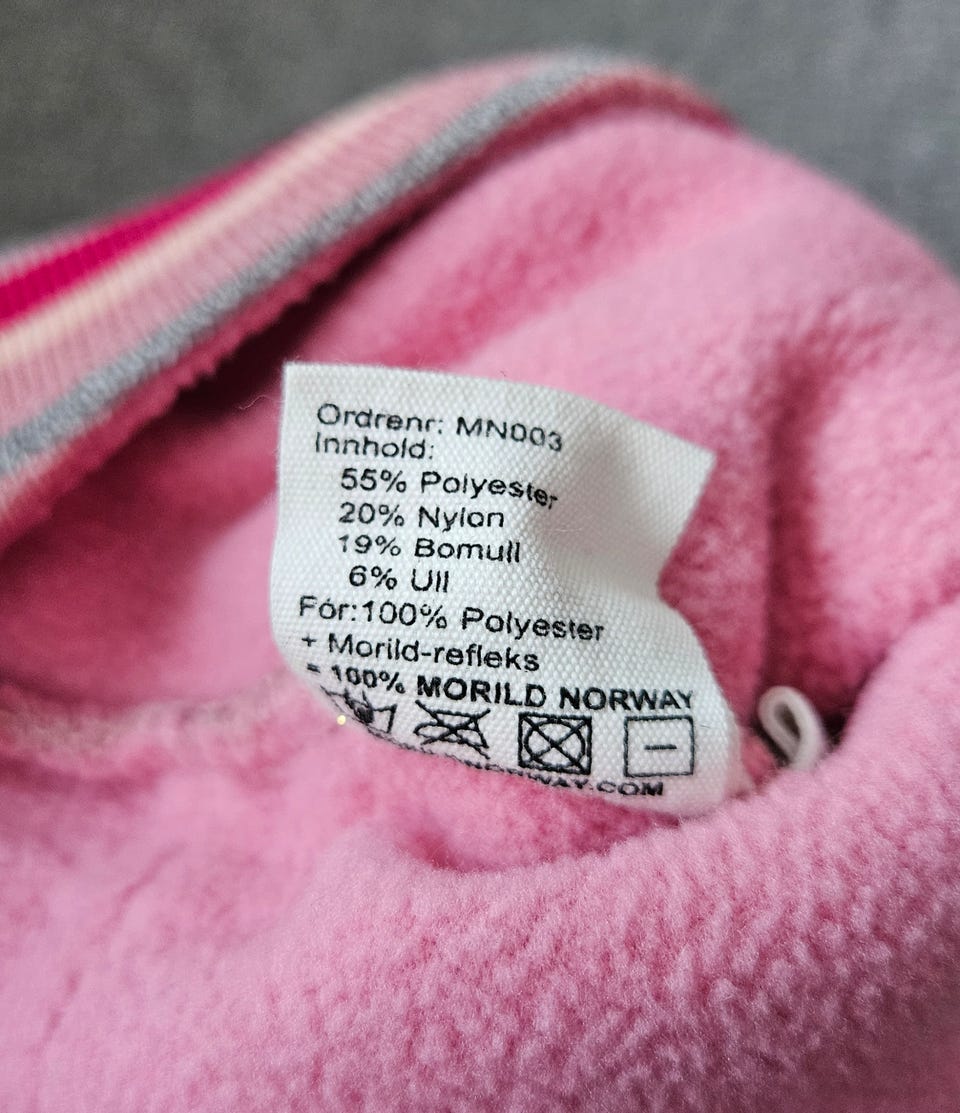 Ordrenr: MN003
Innhold:
55% Polyester,
20% Nylon
19% Bomull
6% Ull
Fór:100% Polyester
+ Morild-refleks
= 100% MORILD NORWAY